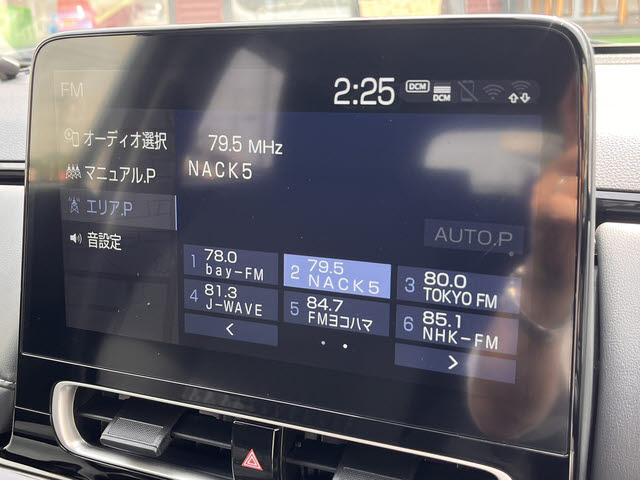 FM
2:25
DCM
DCM
オーディオ選択
マニュアル.P
エリア.P
音設定
79.5 MHz
NACK5
AUTO.P
1 78.0 bay-FM
2 79.5 NACK5
3 80.0 TOKYO FM
4 81.3 J-WAVE
5 84.7 FMヨコハマ
6 85.1 NHK-FM
<
>